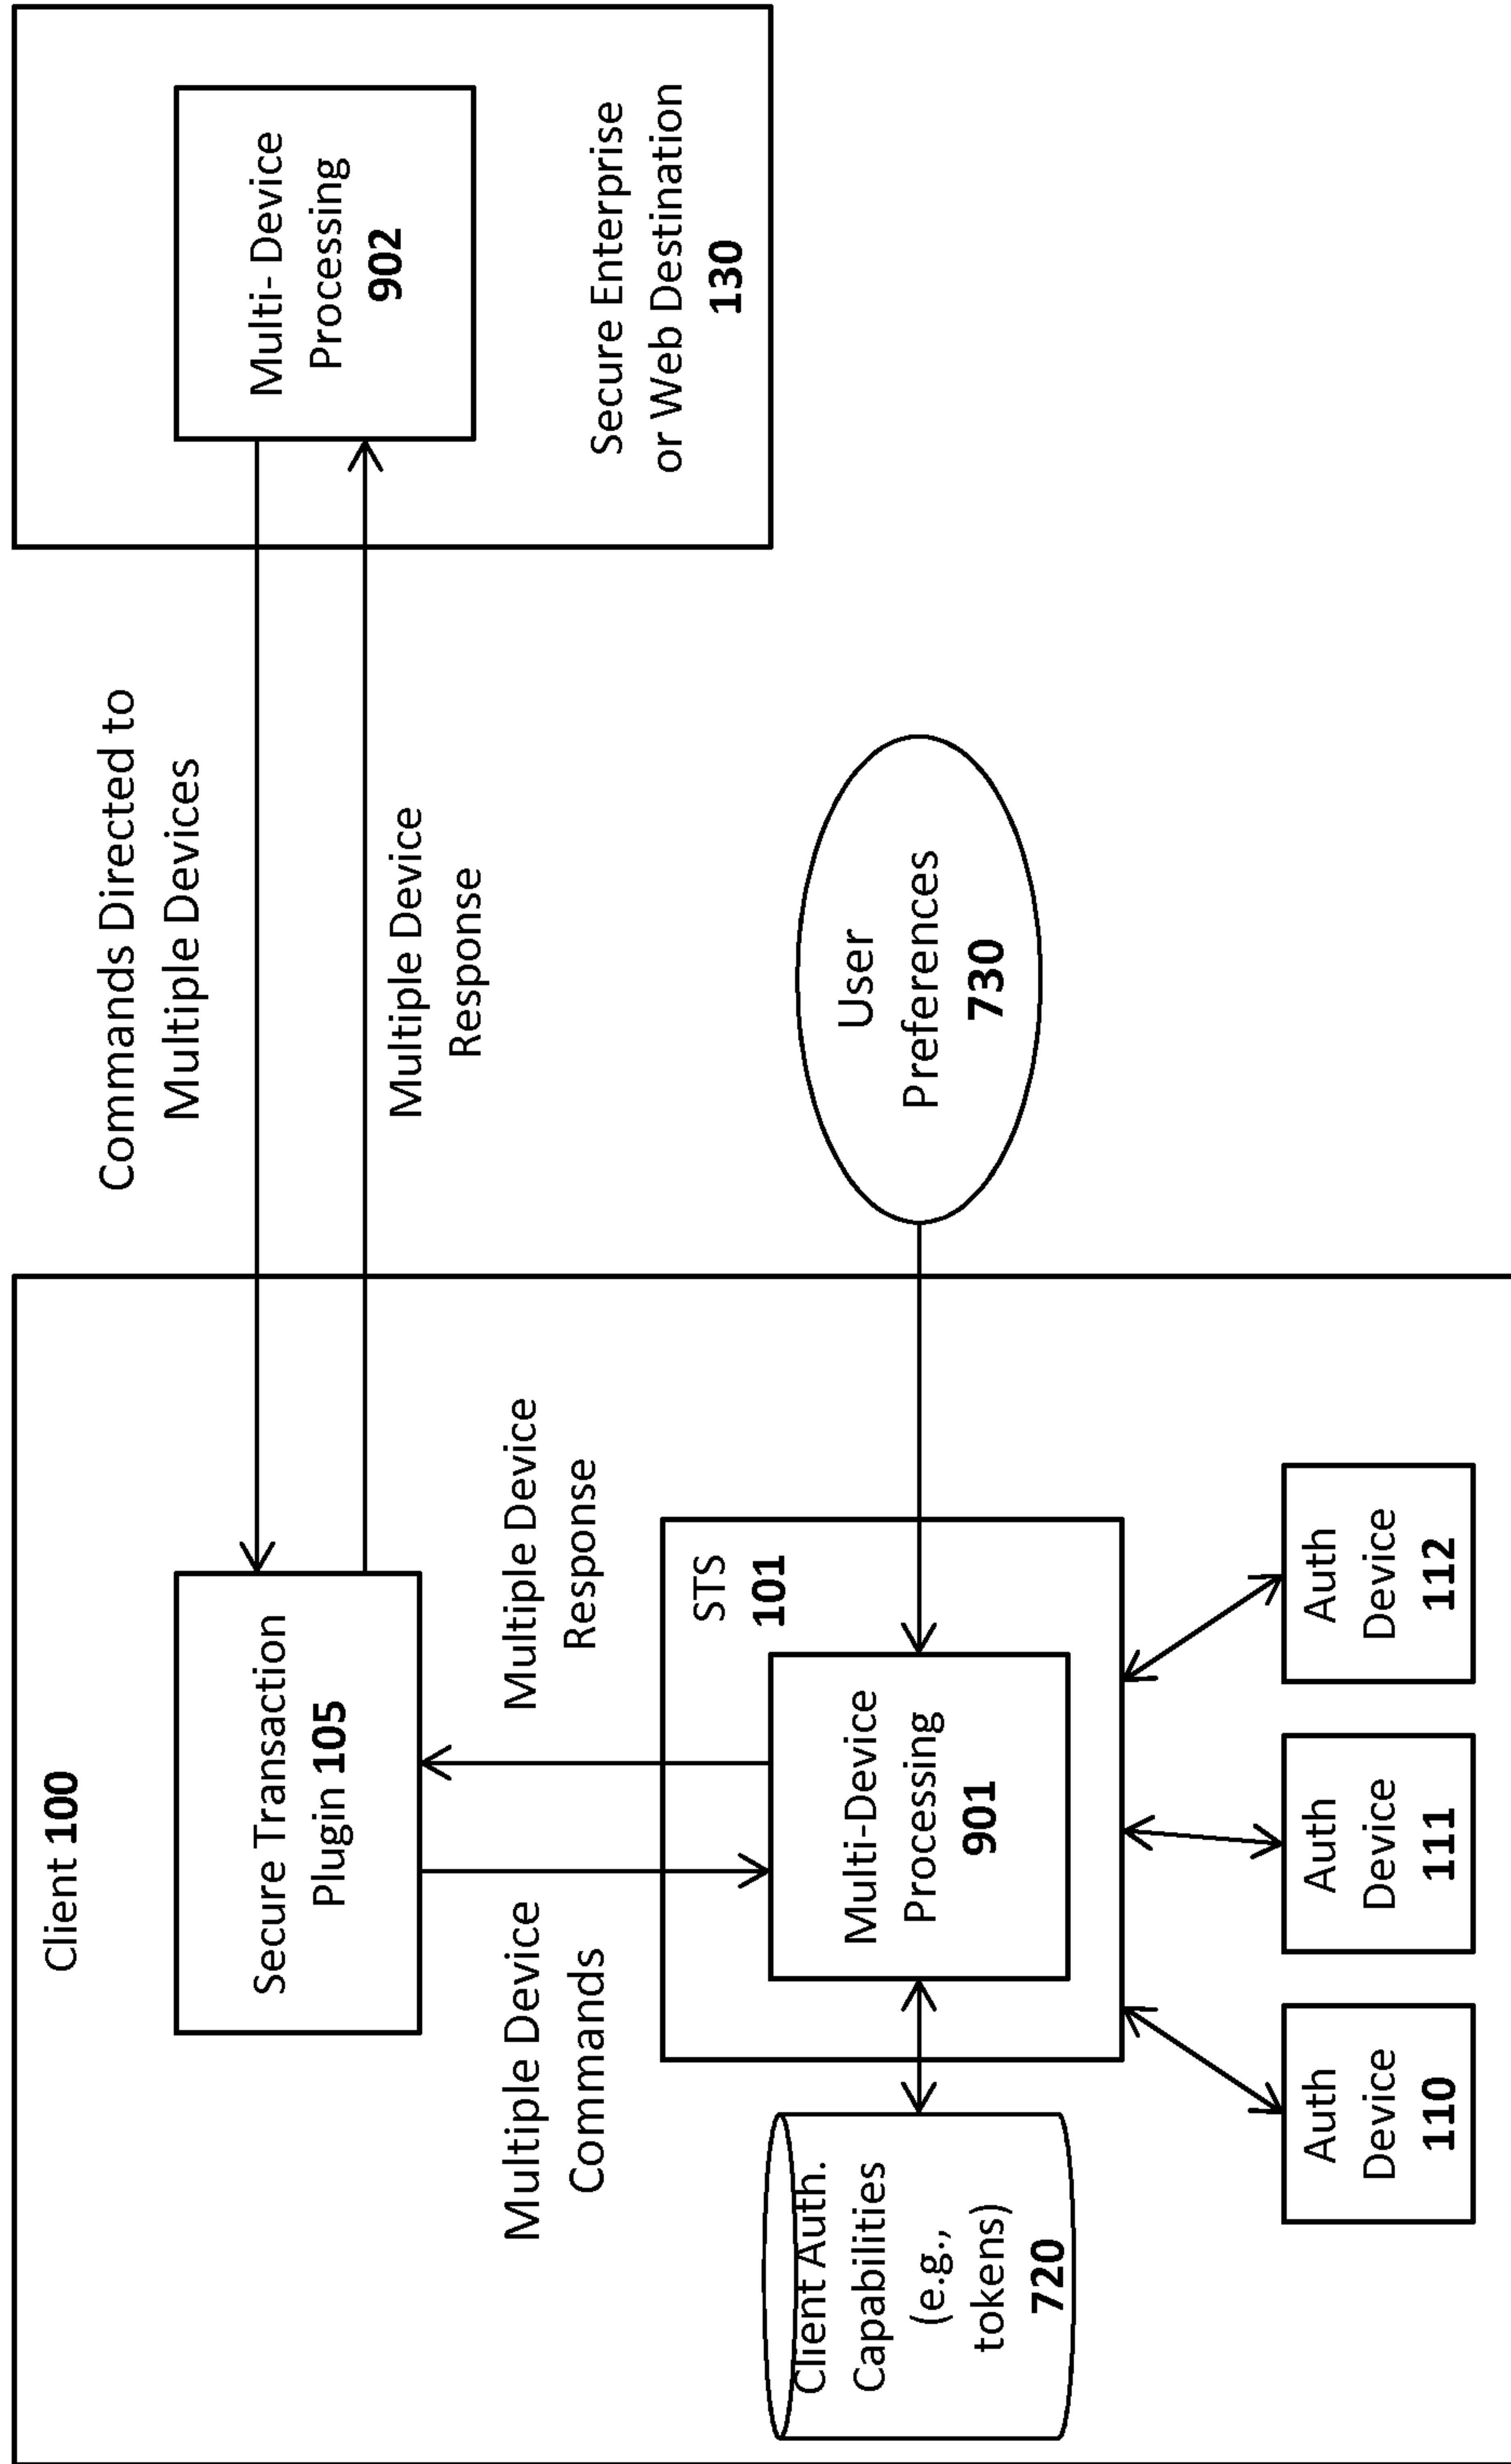 Client 100
Secure Transaction
Plugin 105
Commands Directed to
Multiple Devices
Multiple Device
Response
Multi- Device
Processing
902
Secure Enterprise
or Web Destination
130
Multiple Device
Commands
Multiple Device
Response
STS
101
Multi-Device
Processing
901
Client Auth.
Capabilities
(e.g.,
tokens)
720
User
Preferences
730
Auth
Device
110
Auth
Device
111
Auth
Device
112